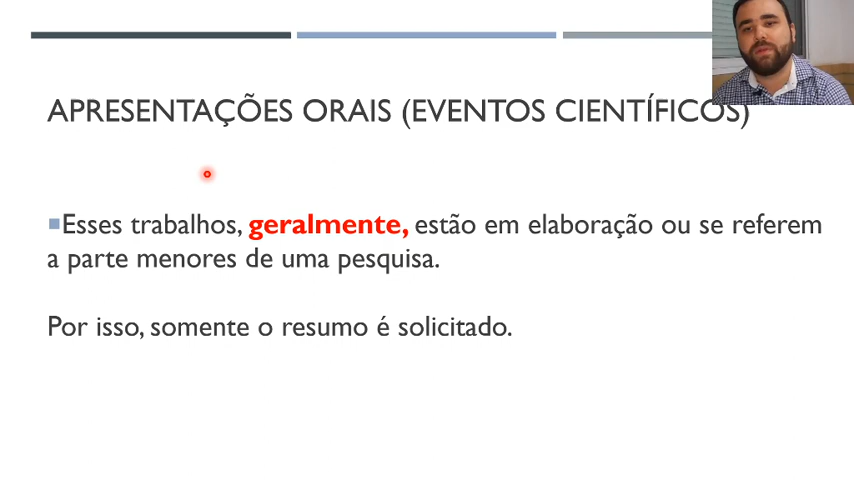 APRESENTAÇÕES ORAIS (EVENTOS CIENTÍFICOS)
Esses trabalhos, geralmente, estão em elaboração ou se referem
a parte menores de uma pesquisa.
Por isso, somente o resumo é solicitado.